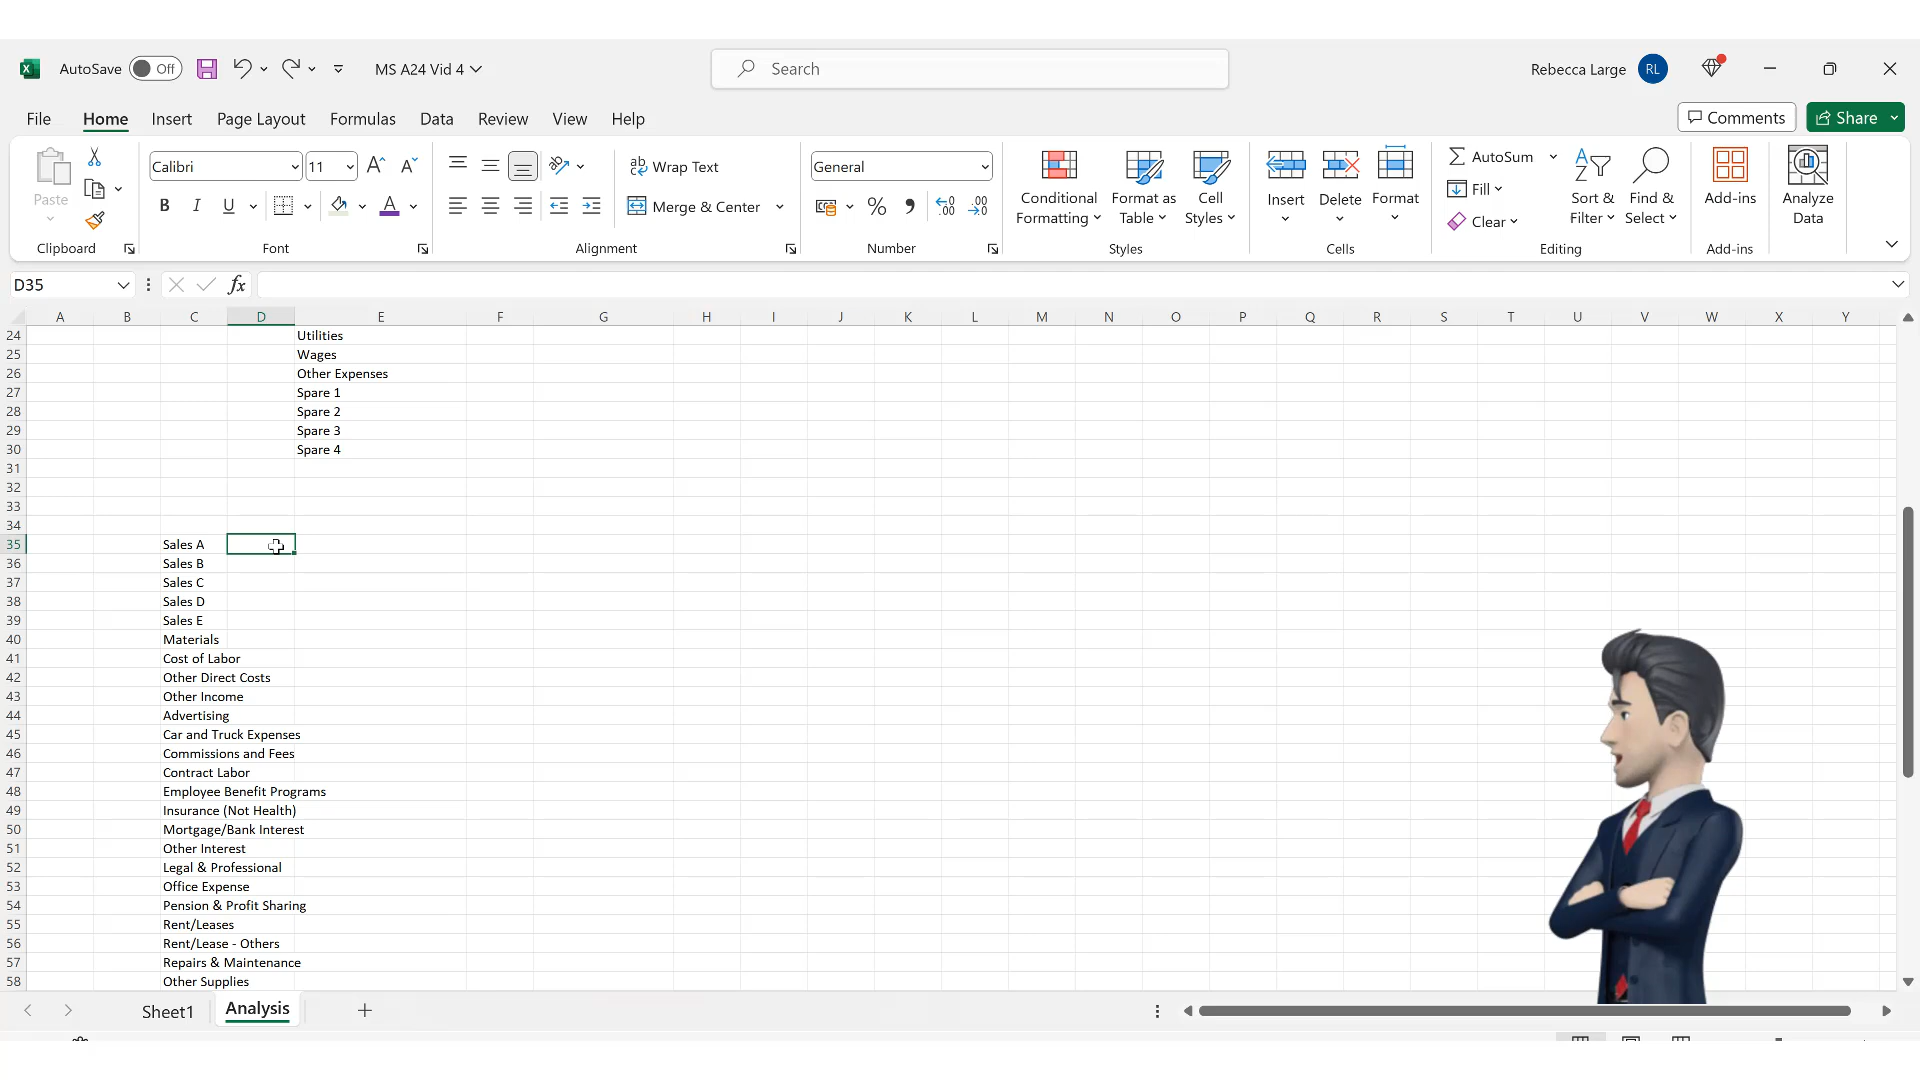 AutoSave Off MS A24 Vid 4 Search Rebecca Large RL
File Home Insert Page Layout Formulas Data Review View Help Comments Share
Paste
Clipboard
Calibri 11
B I U A
Font
ab Wrap Text
Merge & Center
Alignment
General
% 9 .00 .00
Number
Conditional Formatting
Format as Table
Cell Styles
Styles
Insert Delete Format
Cells
AutoSum
Fill
Clear
Sort & Filter
Find & Select
Editing
Add-ins
Add-ins
Analyze Data
D35 fx
A B C D E F G H I J K L M N O P Q R S T U V W X Y
24 Utilities
25 Wages
26 Other Expenses
27 Spare 1
28 Spare 2
29 Spare 3
30 Spare 4
31
32
33
34
35 Sales A
36 Sales B
37 Sales C
38 Sales D
39 Sales E
40 Materials
41 Cost of Labor
42 Other Direct Costs
43 Other Income
44 Advertising
45 Car and Truck Expenses
46 Commissions and Fees
47 Contract Labor
48 Employee Benefit Programs
49 Insurance (Not Health)
50 Mortgage/Bank Interest
51 Other Interest
52 Legal & Professional
53 Office Expense
54 Pension & Profit Sharing
55 Rent/Leases
56 Rent/Lease - Others
57 Repairs & Maintenance
58 Other Supplies
Sheet1 Analysis